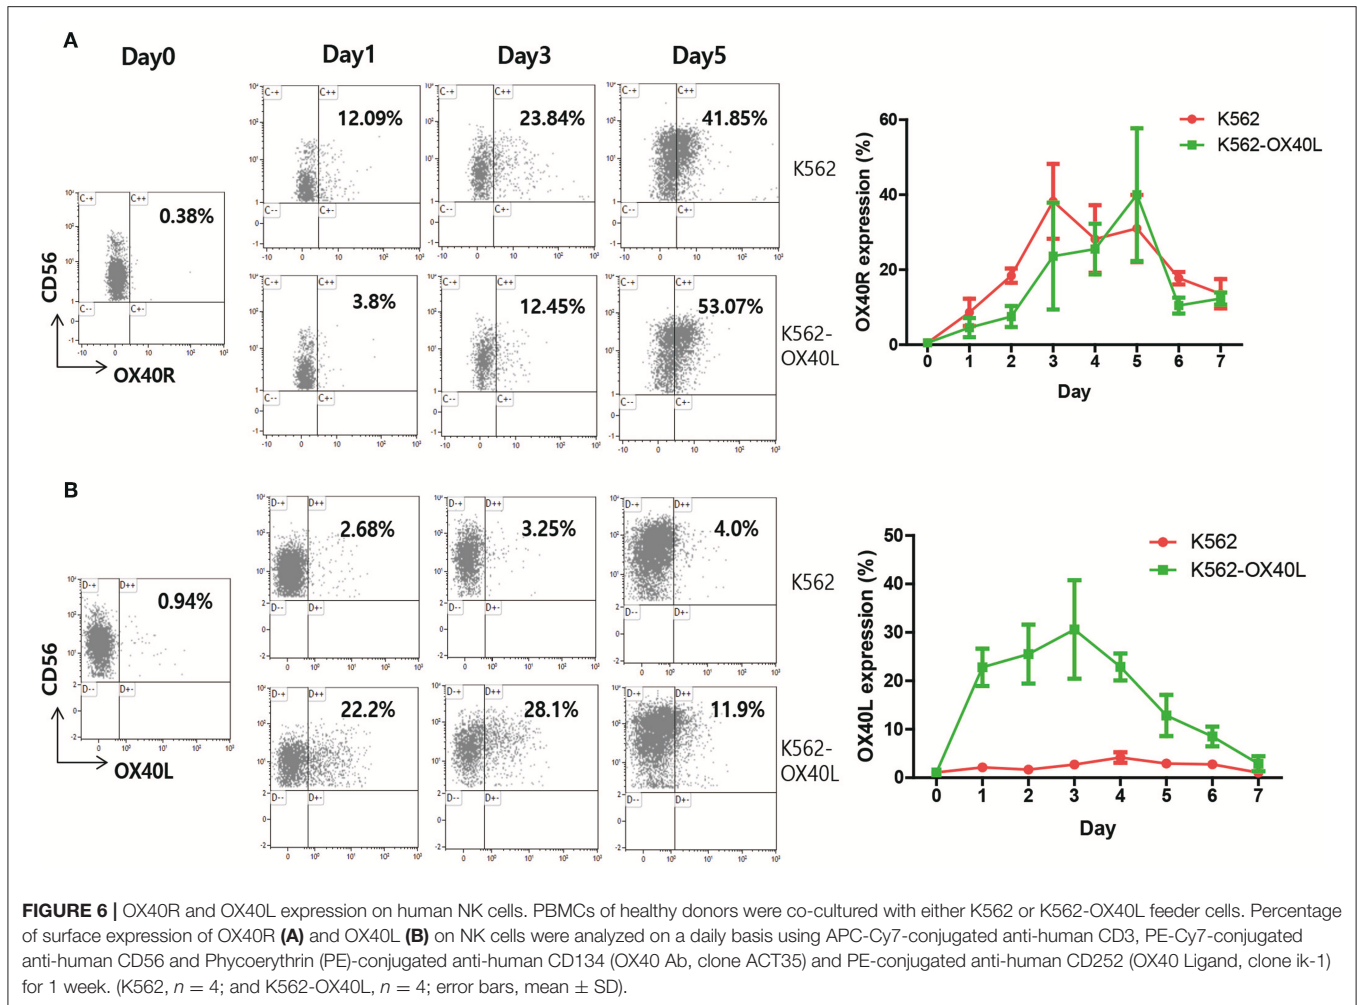 A
Day0
Day1
Day3
Day5
C-+
C++
12.09%
C--
C+-
C-+
C++
23.84%
C--
C+-
C-+
C++
41.85%
C--
C+-
K562
C-+
C++
0.38%
C--
C+-
CD56
OX40R
C-+
C++
3.8%
C--
C+-
C-+
C++
12.45%
C--
C+-
C-+
C++
53.07%
C--
C+-
K562-
OX40L
OX40R expression (%)
60
40
20
0
0 1 2 3 4 5 6 7
Day
K562
K562-OX40L
B
D-+
D++
2.68%
D--
D+-
D-+
D++
3.25%
D--
D+-
D-+
D++
4.0%
D--
D+-
K562
D-+
D++
0.94%
D--
D+-
CD56
OX40L
D-+
D++
22.2%
D--
D+-
D-+
D++
28.1%
D--
D+-
D-+
D++
11.9%
D--
D+-
K562-
OX40L
OX40L expression (%)
50
40
30
20
10
0
0 1 2 3 4 5 6 7
Day
K562
K562-OX40L
FIGURE 6 | OX40R and OX40L expression on human NK cells. PBMCs of healthy donors were co-cultured with either K562 or K562-OX40L feeder cells. Percentage
of surface expression of OX40R (A) and OX40L (B) on NK cells were analyzed on a daily basis using APC-Cy7-conjugated anti-human CD3, PE-Cy7-conjugated
anti-human CD56 and Phycoerythrin (PE)-conjugated anti-human CD134 (OX40 Ab, clone ACT35) and PE-conjugated anti-human CD252 (OX40 Ligand, clone ik-1)
for 1 week. (K562, n = 4; and K562-OX40L, n = 4; error bars, mean ± SD).